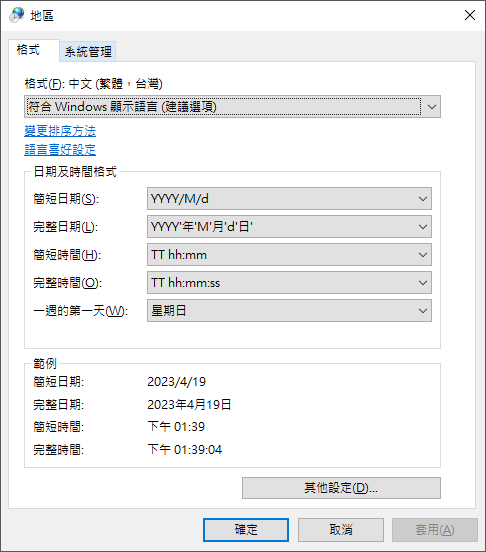 地區
格式
系統管理
格式(F): 中文 (繁體，台灣)
符合 Windows 顯示語言 (建議選項)
變更排序方法
語言喜好設定
日期及時間格式
簡短日期(S): YYYY/M/d
完整日期(L): YYYY'年'M'月'd'日'
簡短時間(H): TT hh:mm
完整時間(O): TT hh:mm:ss
一週的第一天(W): 星期日
範例
簡短日期: 2023/4/19
完整日期: 2023年4月19日
簡短時間: 下午 01:39
完整時間: 下午 01:39:04
其他設定(D)...
確定 取消 套用(A)